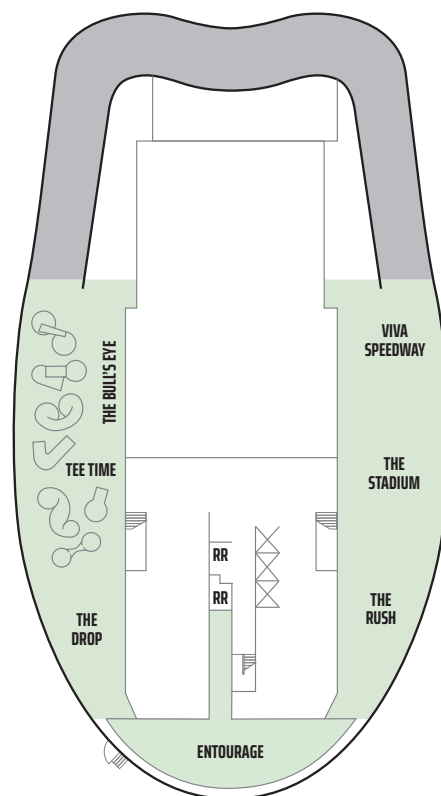 THE BULL'S EYE
VIVA
SPEEDWAY
TEE TIME
THE
STADIUM
RR
RR
THE
DROP
THE
RUSH
ENTOURAGE